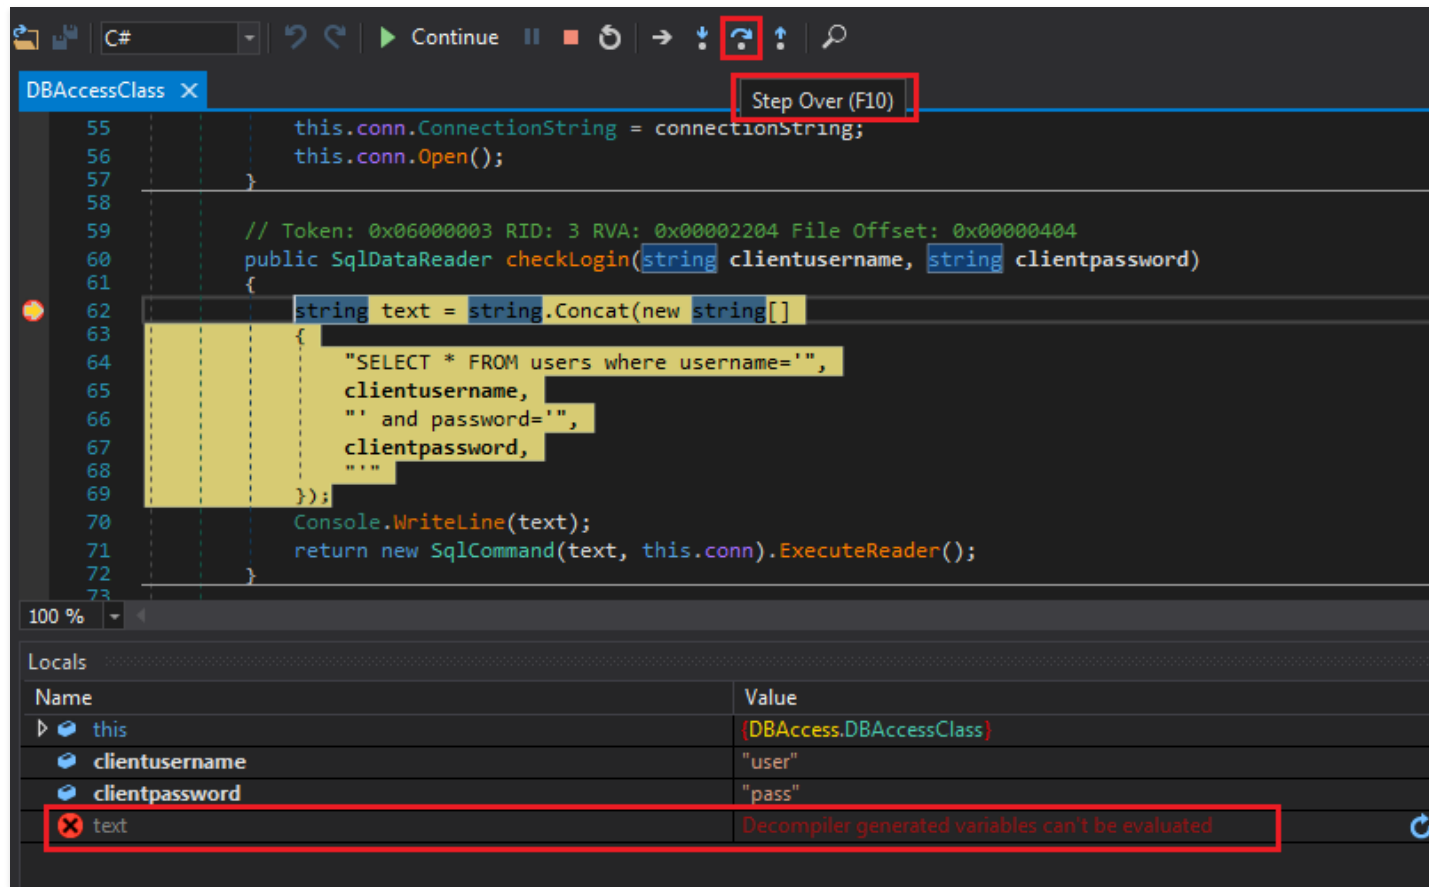 C# Continue
DBAccessClass
Step Over (F10)
55 this.conn.ConnectionString = connectionString;
56 this.conn.Open();
57 }
58
59 // Token: 0x06000003 RID: 3 RVA: 0x00002204 File Offset: 0x00000404
60 public SqlDataReader checkLogin(string clientusername, string clientpassword)
61 {
62 string text = string.Concat(new string[]
63 {
64 "SELECT * FROM users where username='",
65 clientusername,
66 "' and password='",
67 clientpassword,
68 "'"
69 });
70 Console.WriteLine(text);
71 return new SqlCommand(text, this.conn).ExecuteReader();
72 }
73
100 %
Locals
Name Value
this {DBAccess.DBAccessClass}
clientusername "user"
clientpassword "pass"
text Decompiler generated variables can't be evaluated